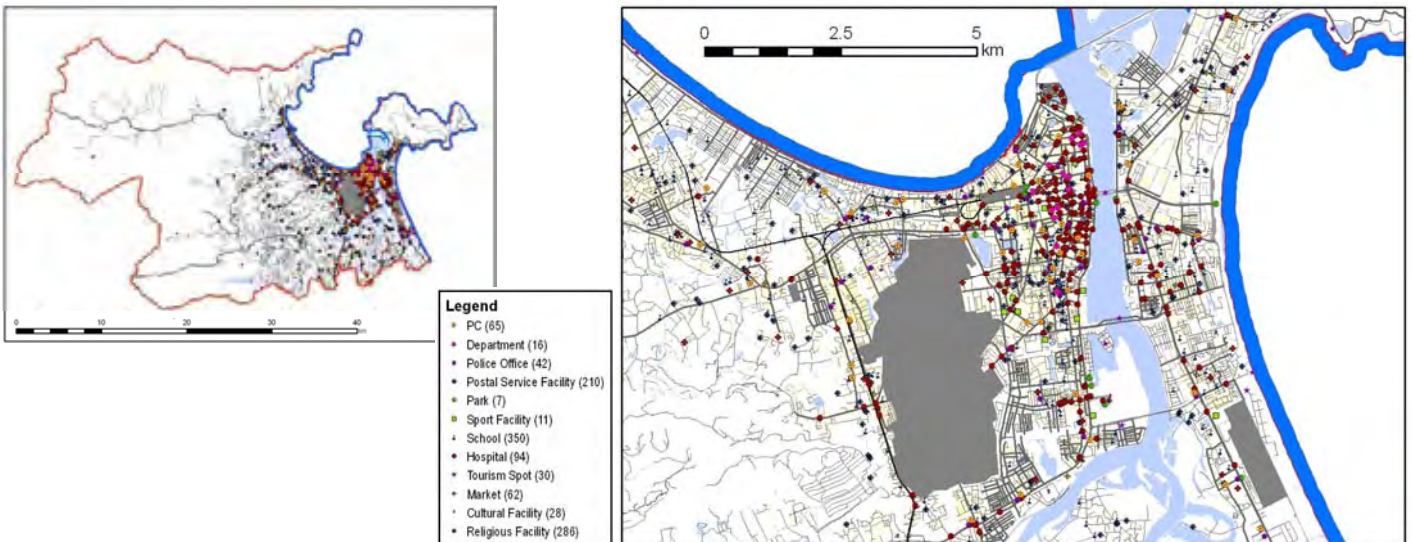 0 2.5 5
km
0 10 20 30 40
Legend
PC (65)
Department (16)
Police Office (42)
Postal Service Facility (210)
Park (7)
Sport Facility (11)
School (350)
Hospital (94)
Tourism Spot (30)
Market (62)
Cultural Facility (28)
Religious Facility (286)